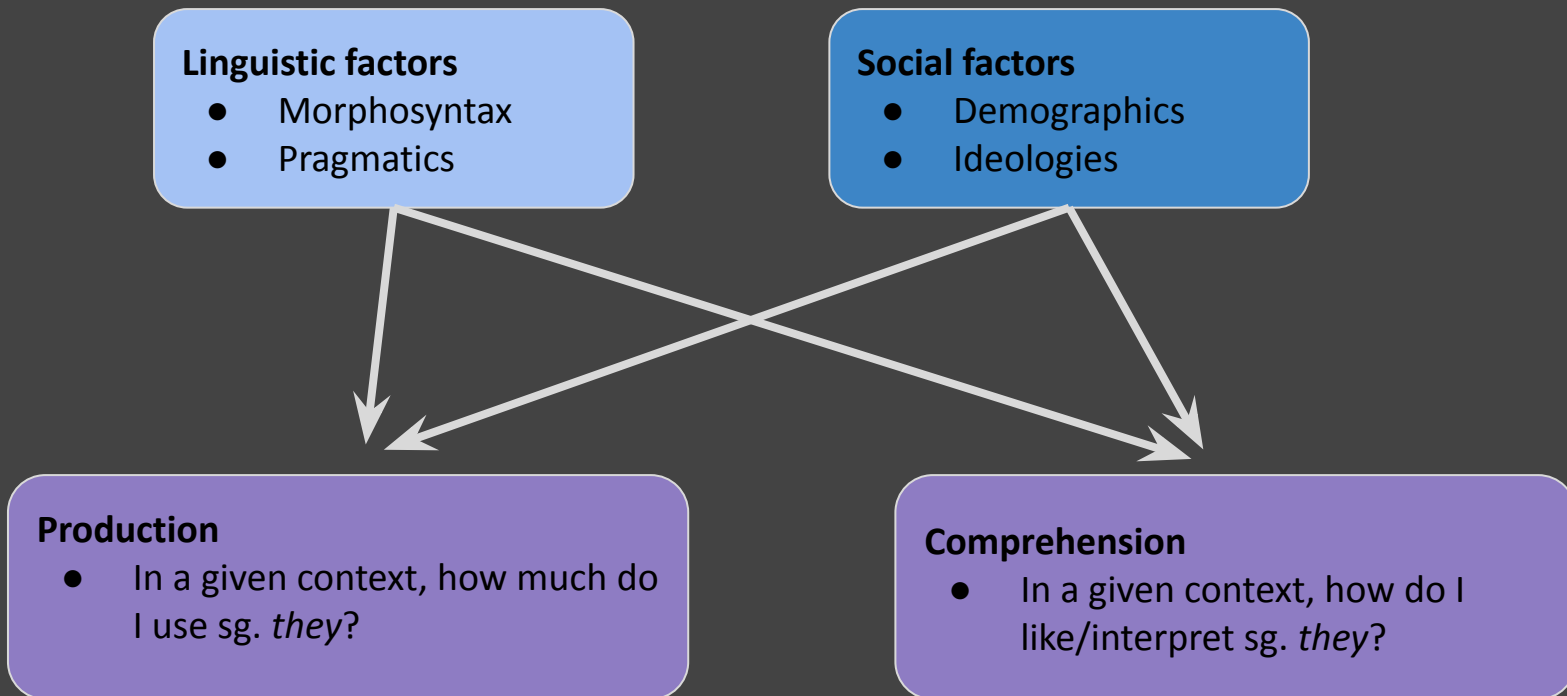 Linguistic factors
● Morphosyntax
● Pragmatics
Social factors
● Demographics
● Ideologies
Production
● In a given context, how much do
I use sg. they?
Comprehension
● In a given context, how do I
like/interpret sg. they?